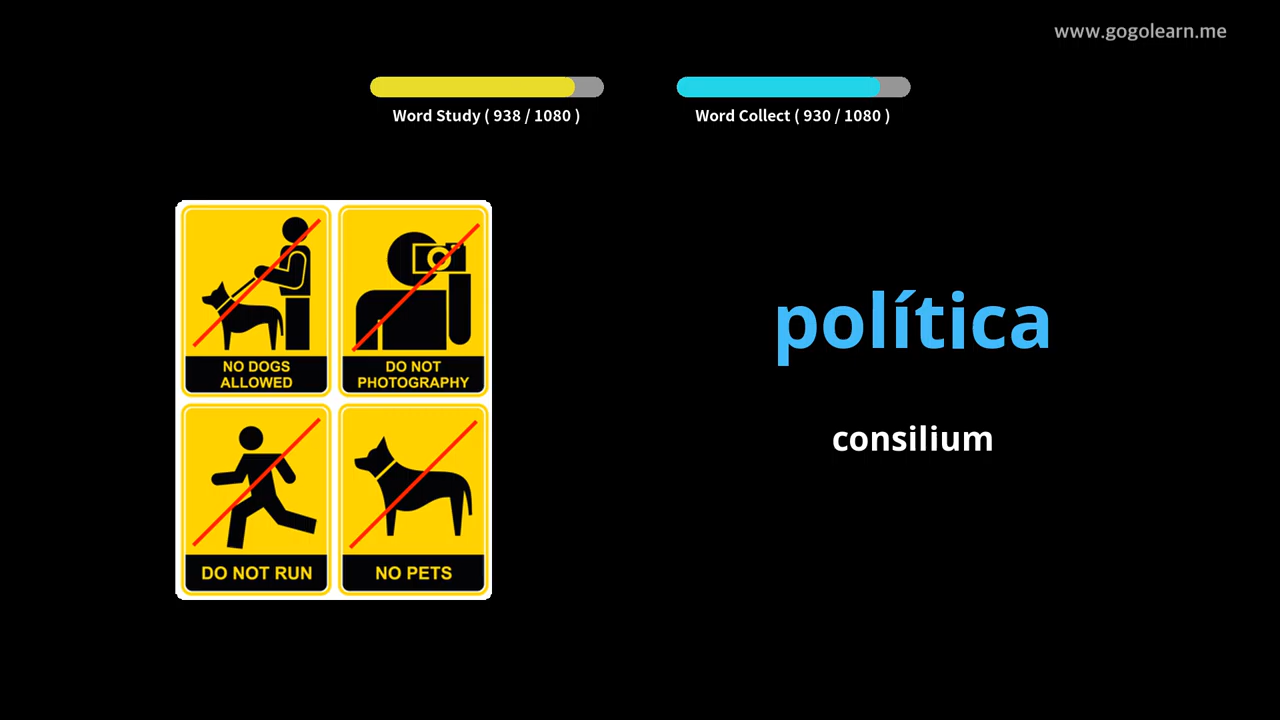 www.gogolearn.me
Word Study ( 938 / 1080 )
Word Collect ( 930 / 1080 )
NO DOGS
ALLOWED
DO NOT
PHOTOGRAPHY
DO NOT RUN
NO PETS
política
consilium